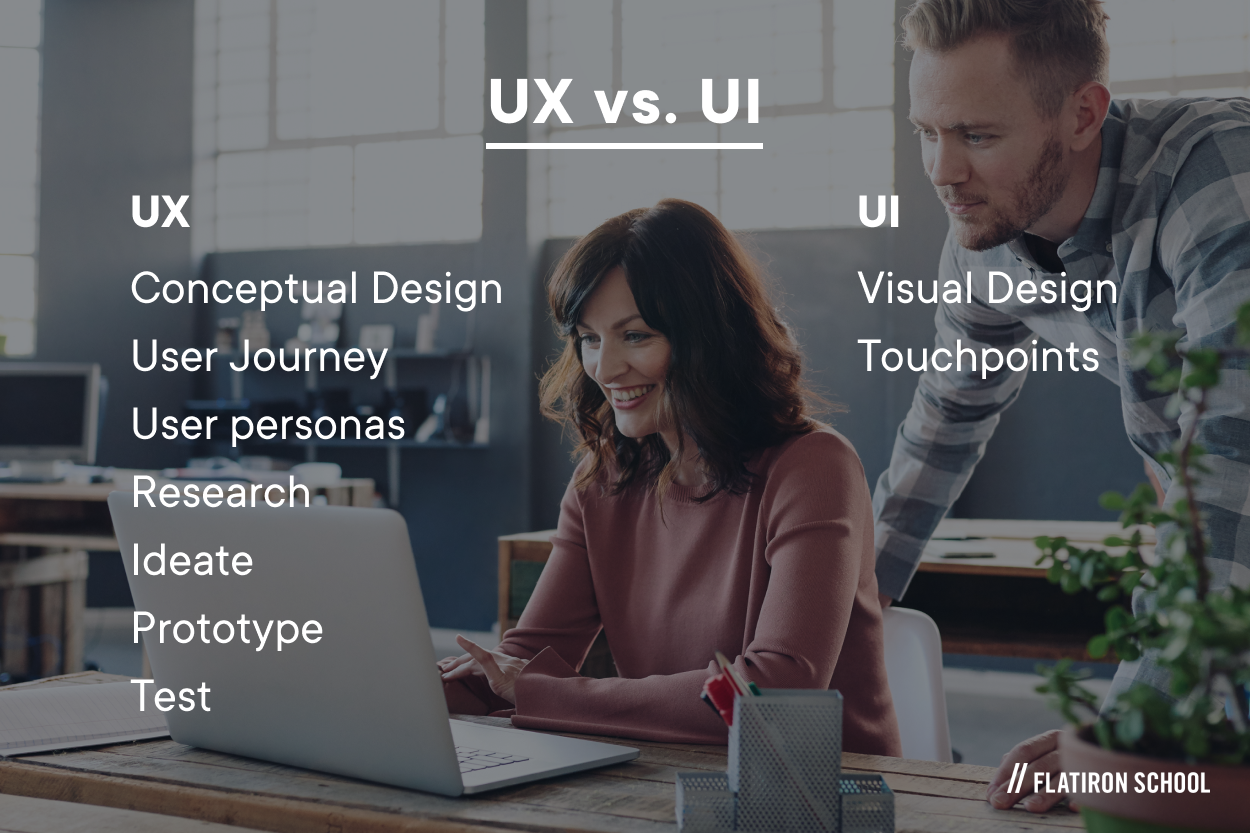 UX vs. UI
UX
Conceptual Design
User Journey
User personas
Research
Ideate
Prototype
Test
UI
Visual Design
Touchpoints
// FLATIRON SCHOOL